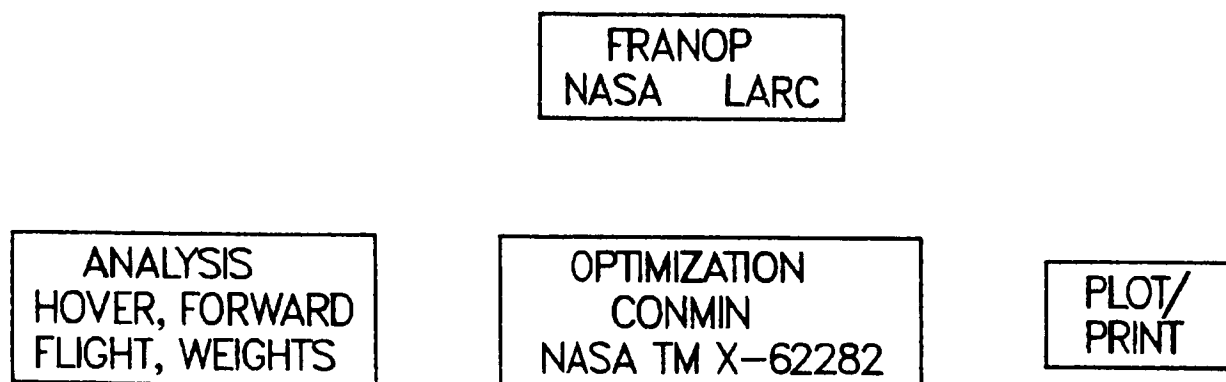 FRANOP
NASA LARC
ANALYSIS
HOVER, FORWARD
FLIGHT, WEIGHTS
OPTIMIZATION
CONMIN
NASA TM X-62282
PLOT/
PRINT